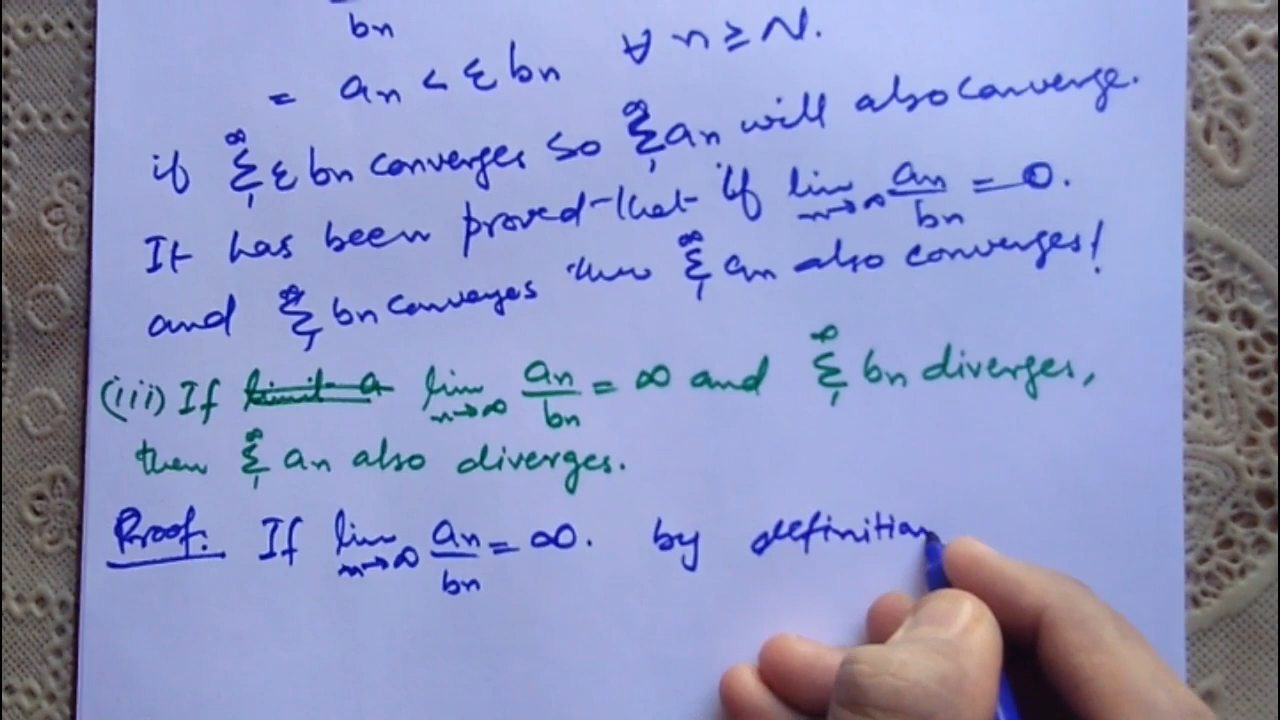 bn
= an < ε bn ∀ n ≥ N.
if ∞Σ1 ε bn converges so ∞Σ1 an will also converge.
It has been proved that if lim n→∞ an/bn = 0.
and ∞Σ1 bn converges then ∞Σ1 an also converges!
(iii) If lim n→∞ an/bn = ∞ and ∞Σ1 bn diverges,
then ∞Σ1 an also diverges.
Proof. If lim n→∞ an/bn = ∞. by definition